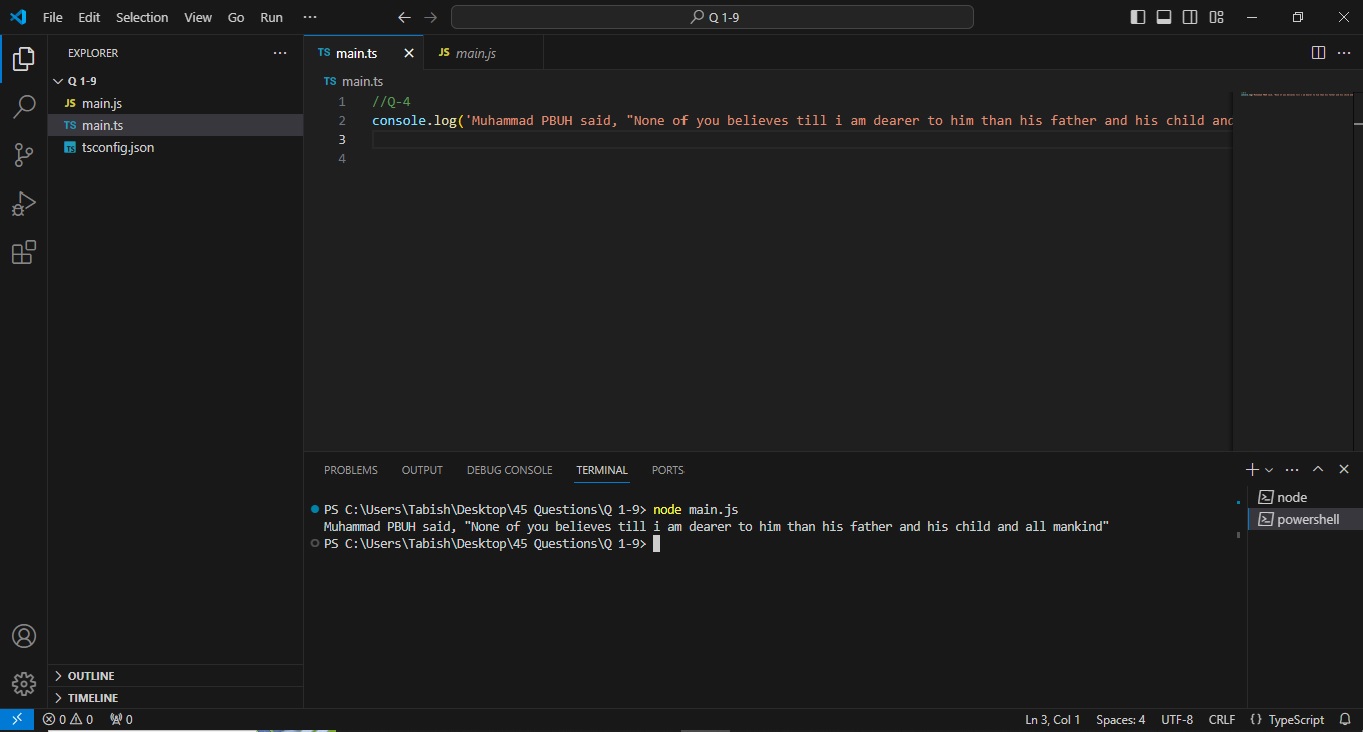 File Edit Selection View Go Run ···
Q 1-9
EXPLORER ···
Q 1-9
JS main.js
TS main.ts
TS tsconfig.json
OUTLINE
TIMELINE
TS main.ts JS main.js
TS main.ts
1 //Q-4
2 console.log('Muhammad PBUH said, "None of you believes till i am dearer to him than his father and his child and
3
4
PROBLEMS OUTPUT DEBUG CONSOLE TERMINAL PORTS
PS C:\Users\Tabish\Desktop\45 Questions\Q 1-9> node main.js
Muhammad PBUH said, "None of you believes till i am dearer to him than his father and his child and all mankind"
PS C:\Users\Tabish\Desktop\45 Questions\Q 1-9>
node
powershell
0 0 0 Ln 3, Col 1 Spaces: 4 UTF-8 CRLF {} TypeScript